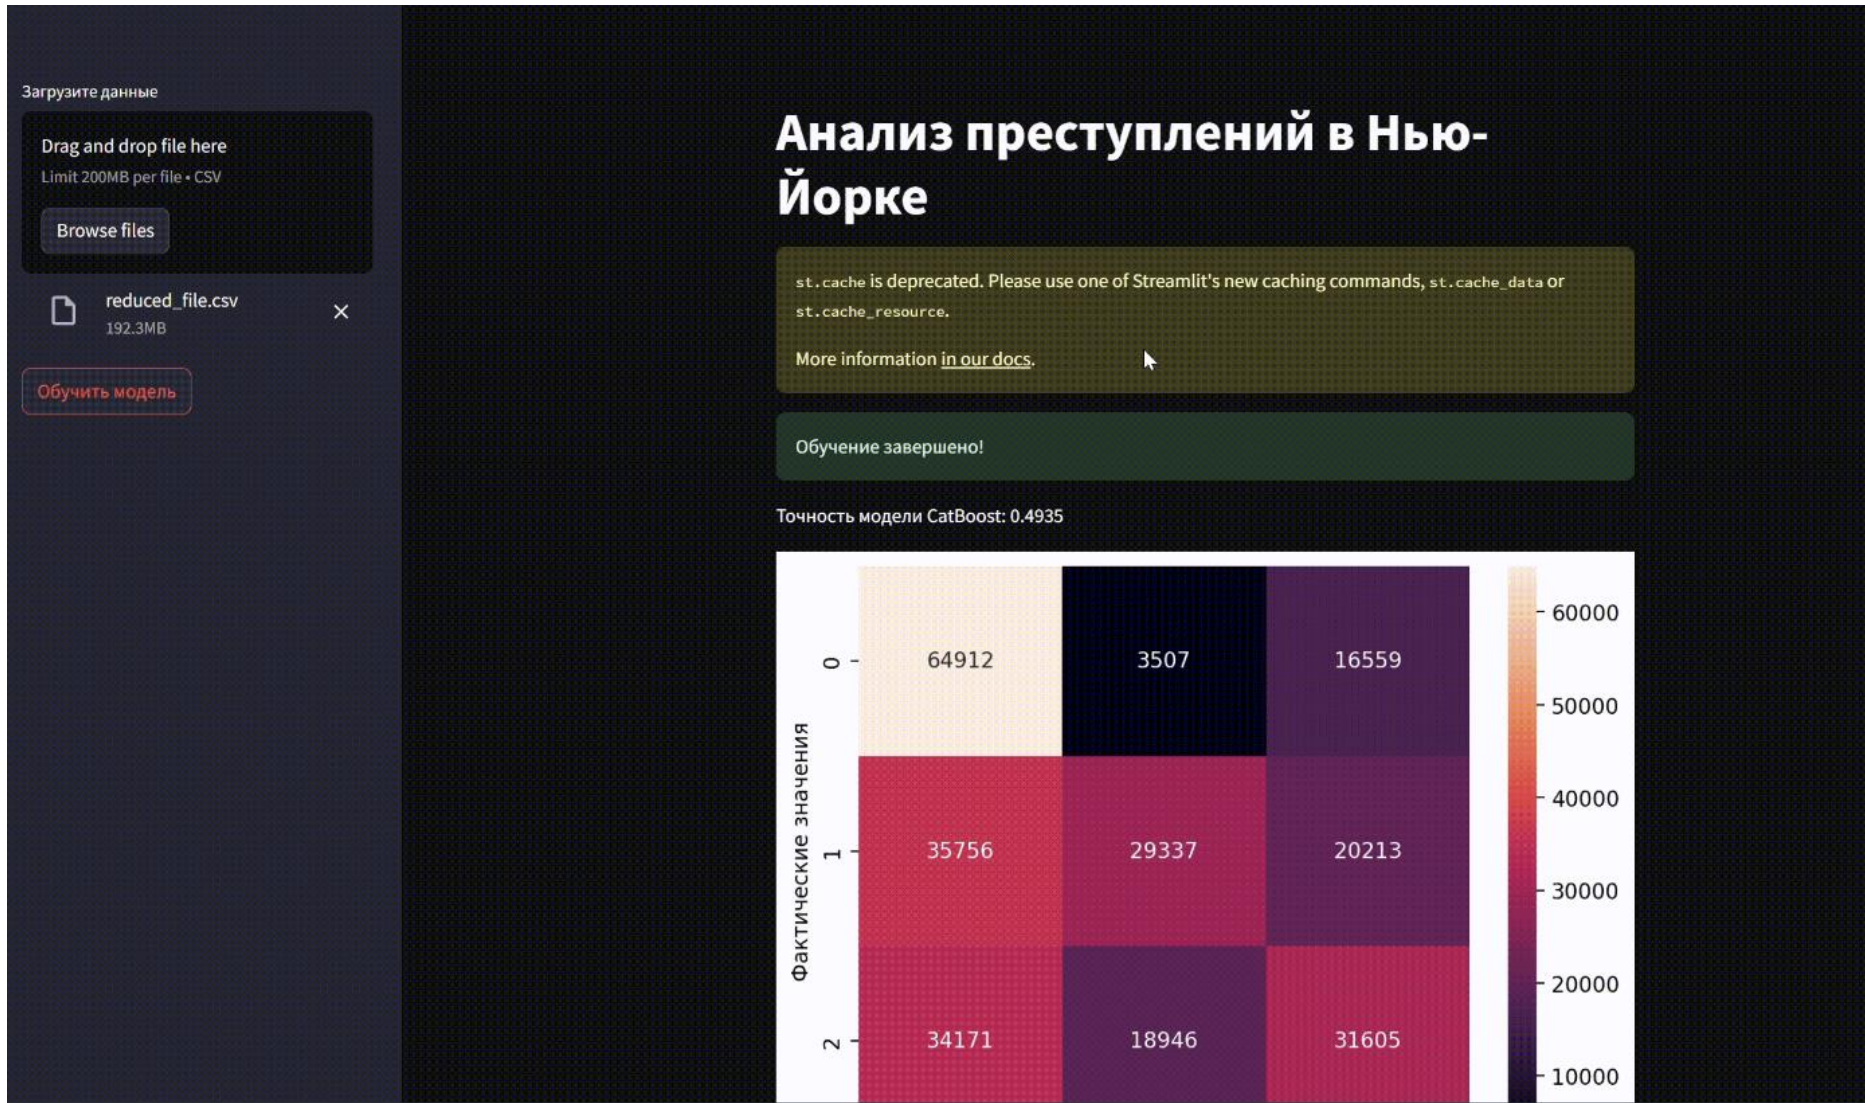 Загрузите данные
Drag and drop file here
Limit 200MB per file • CSV
Browse files
reduced_file.csv
192.3MB
Обучить модель
Анализ преступлений в Нью-
Йорке
st.cache is deprecated. Please use one of Streamlit's new caching commands, st.cache_data or
st.cache_resource.
More information in our docs.
Обучение завершено!
Точность модели CatBoost: 0.4935
Фактические значения
0
64912 3507 16559
1
35756 29337 20213
2
34171 18946 31605
60000
50000
40000
30000
20000
10000